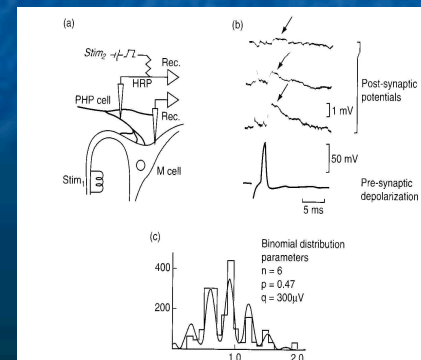 (a)
Stim₂
Rec.
HRP
PHP cell
Rec.
M cell
Stim₁
(b)
Post-synaptic
potentials
1 mV
50 mV
Pre-synaptic
depolarization
5 ms
(c)
Binomial distribution
parameters
n = 6
p = 0.47
q = 300µV
400
200
1.0
2.0